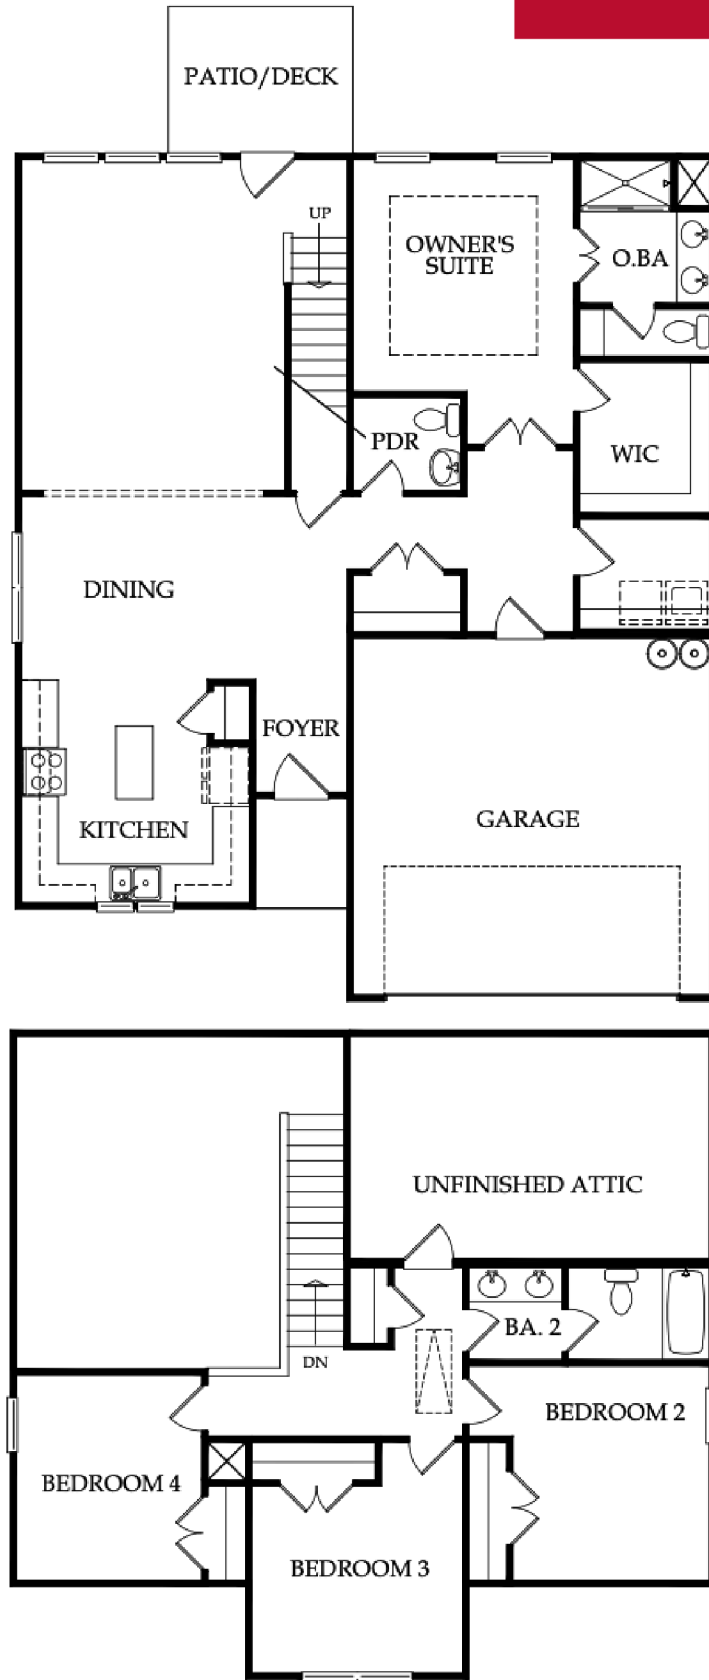 PATIO/DECK
UP
OWNER'S
SUITE
O.BA
PDR
WIC
DINING
FOYER
KITCHEN
GARAGE
UNFINISHED ATTIC
BA. 2
DN
BEDROOM 2
BEDROOM 4
BEDROOM 3